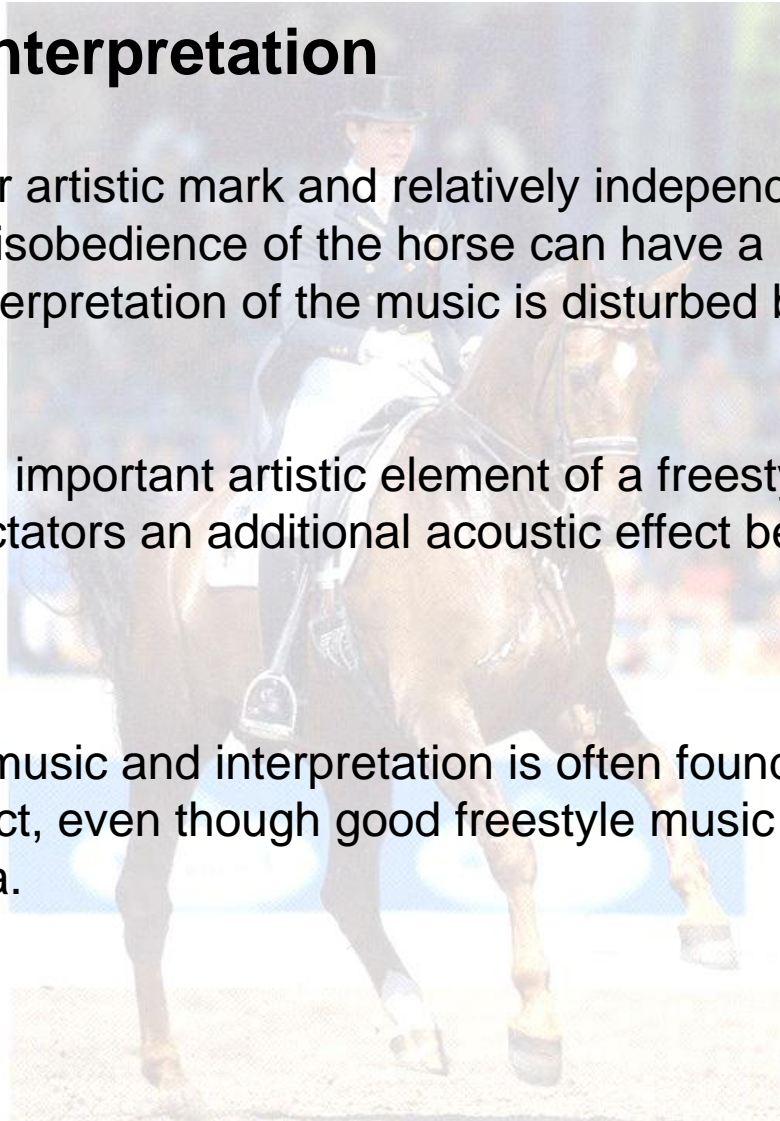 nterpretation
r artistic mark and relatively independ
isobedience of the horse can have a
erpretation of the music is disturbed b
important artistic element of a freesty
ctators an additional acoustic effect be
music and interpretation is often found
ct, even though good freestyle music
a.